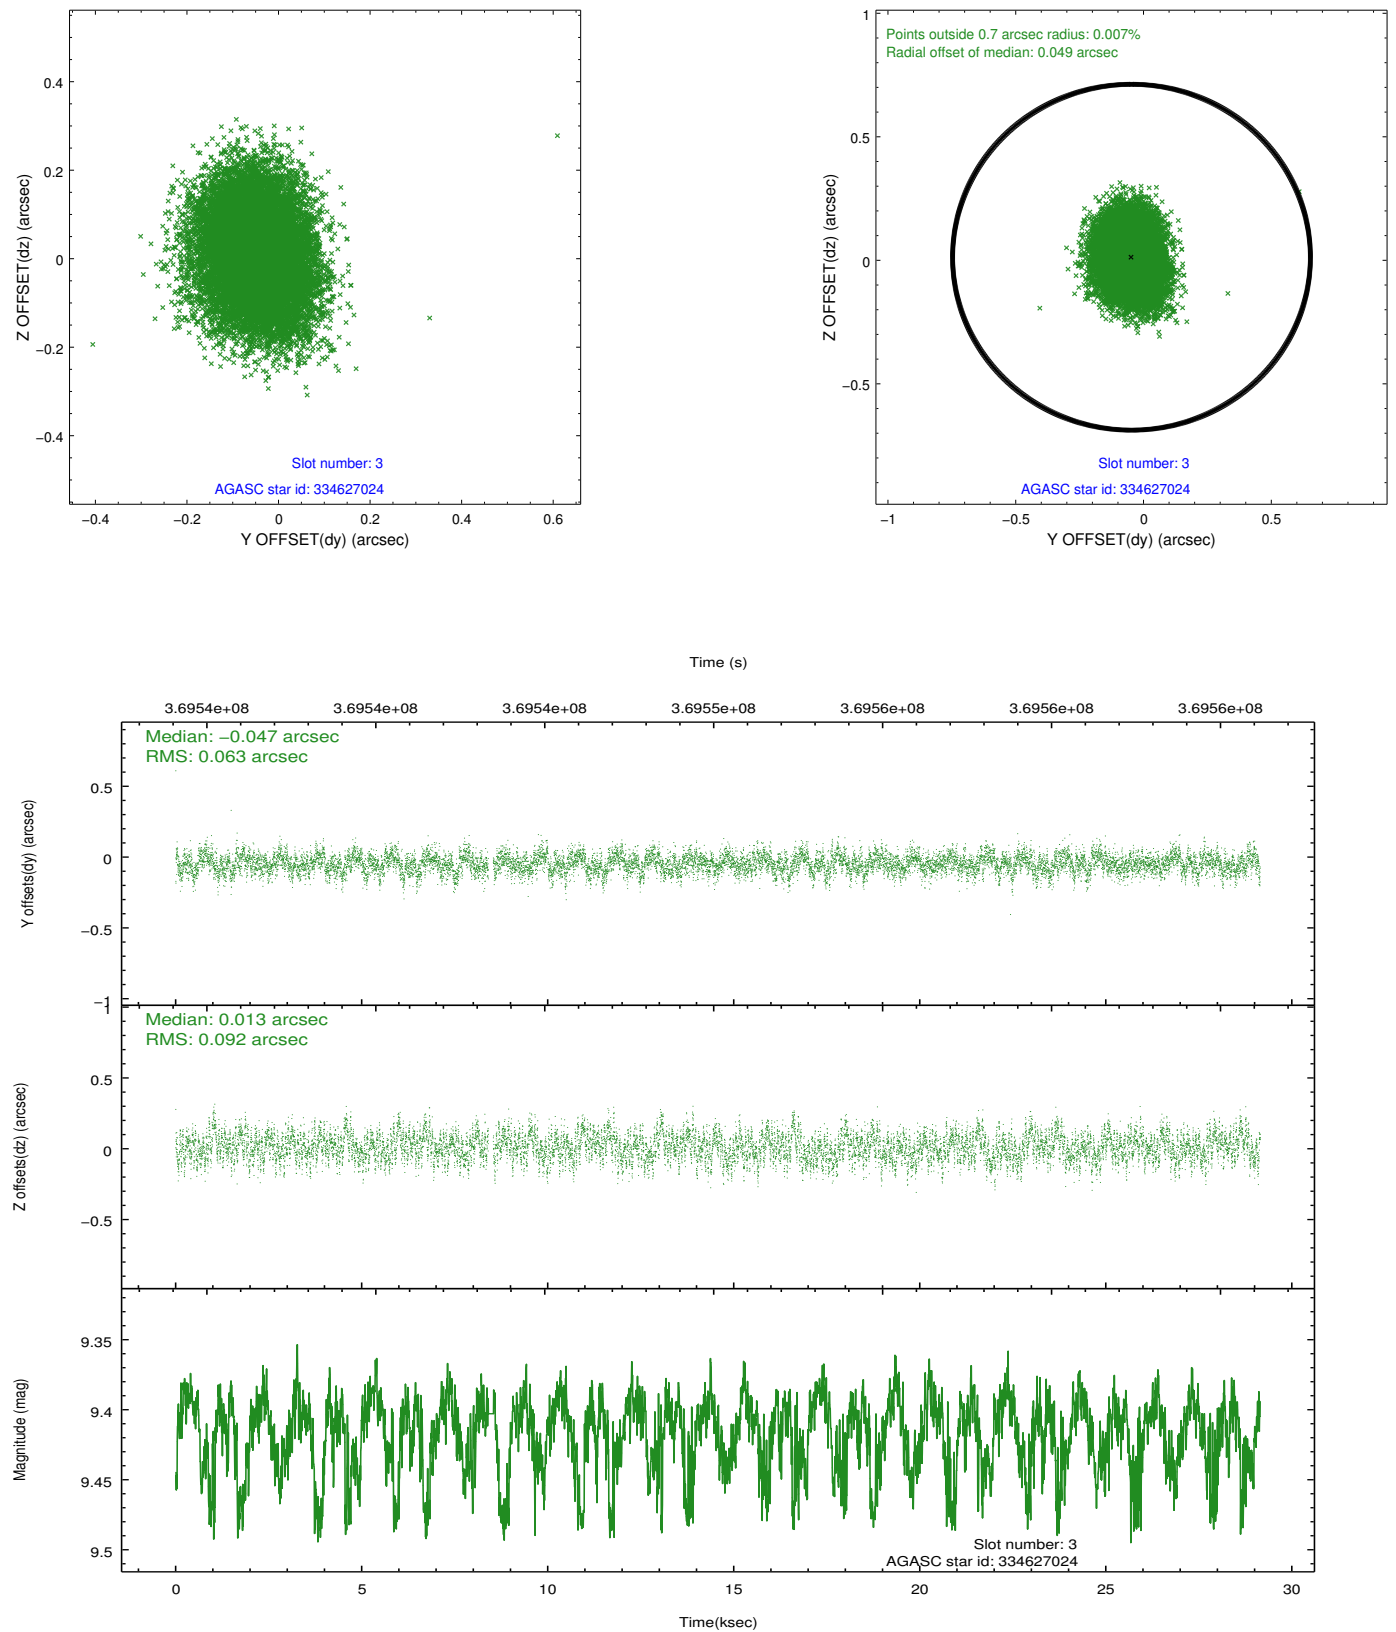 0.4
0.2
0
−0.2
−0.4
Z OFFSET(dz) (arcsec)
Slot number: 3
AGASC star id: 334627024
−0.4 −0.2 0 0.2 0.4 0.6
Y OFFSET(dy) (arcsec)
Points outside 0.7 arcsec radius: 0.007%
Radial offset of median: 0.049 arcsec
1
0.5
0
−0.5
Z OFFSET(dz) (arcsec)
Slot number: 3
AGASC star id: 334627024
−1 −0.5 0 0.5
Y OFFSET(dy) (arcsec)
Time (s)
3.6954e+08 3.6954e+08 3.6954e+08 3.6955e+08 3.6956e+08 3.6956e+08 3.6956e+08
Median: −0.047 arcsec
RMS: 0.063 arcsec
0.5
0
−0.5
−1
Y offsets(dy) (arcsec)
Median: 0.013 arcsec
RMS: 0.092 arcsec
1
0.5
0
−0.5
Z offsets(dz) (arcsec)
9.35
9.4
9.45
9.5
Magnitude (mag)
Slot number: 3
AGASC star id: 334627024
0 5 10 15 20 25 30
Time(ksec)